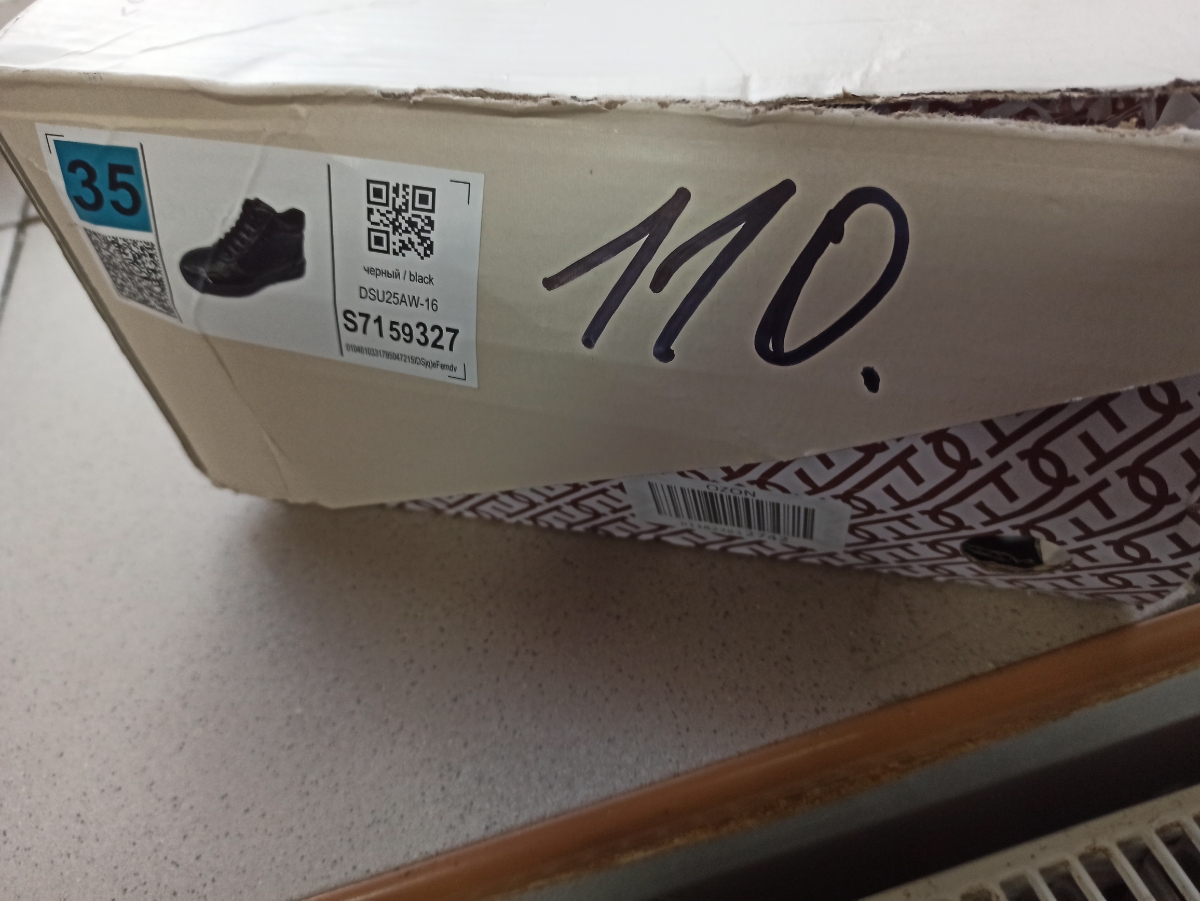 35
черный / black
DSU25AW-16
S7159327
110.
OZON